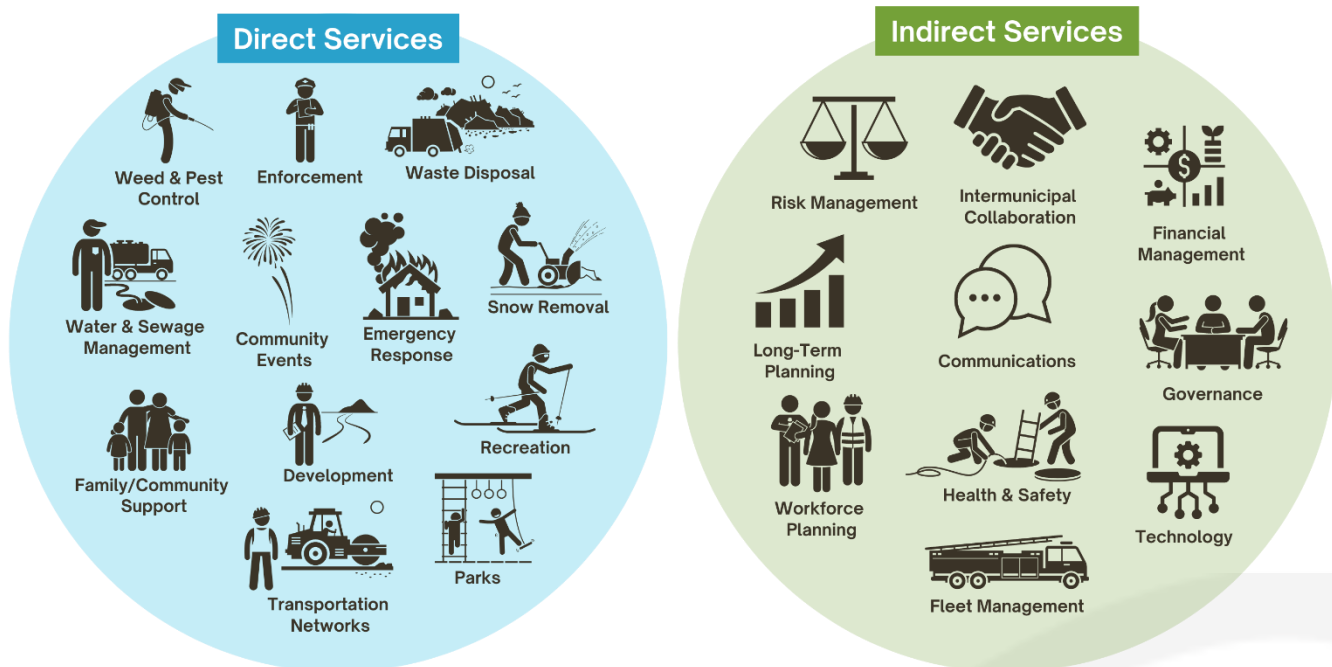 Direct Services
Weed & Pest
Control
Enforcement
Waste Disposal
Water & Sewage
Management
Community
Events
Emergency
Response
Snow Removal
Family/Community
Support
Development
Recreation
Transportation
Networks
Parks
Indirect Services
Risk Management
Intermunicipal
Collaboration
Financial
Management
Long-Term
Planning
Communications
Governance
Workforce
Planning
Health & Safety
Technology
Fleet Management